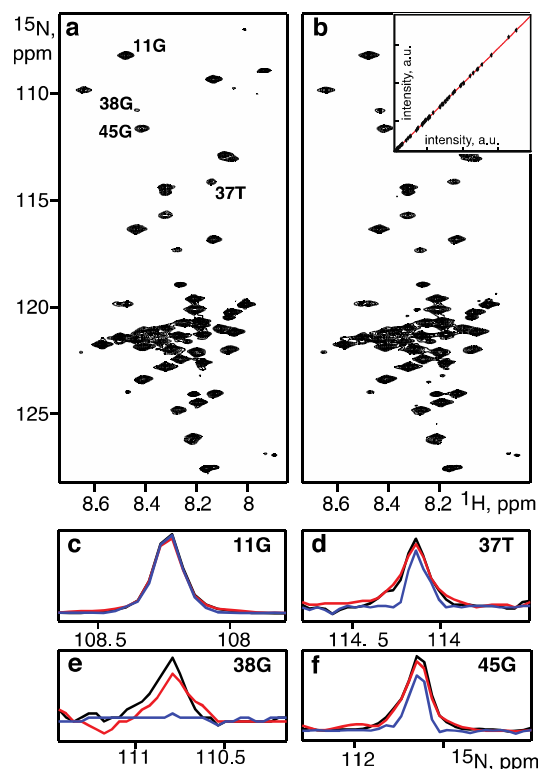 15N,
ppm
a
11G
38G
45G
37T
110
115
120
125
8.6
8.4
8.2
8
b
intensity, a.u.
intensity, a.u.
8.6
8.4
8.2
1H, ppm
c
11G
108.5
108
d
37T
114. 5
114
e
38G
111
110.5
f
45G
112
15N, ppm